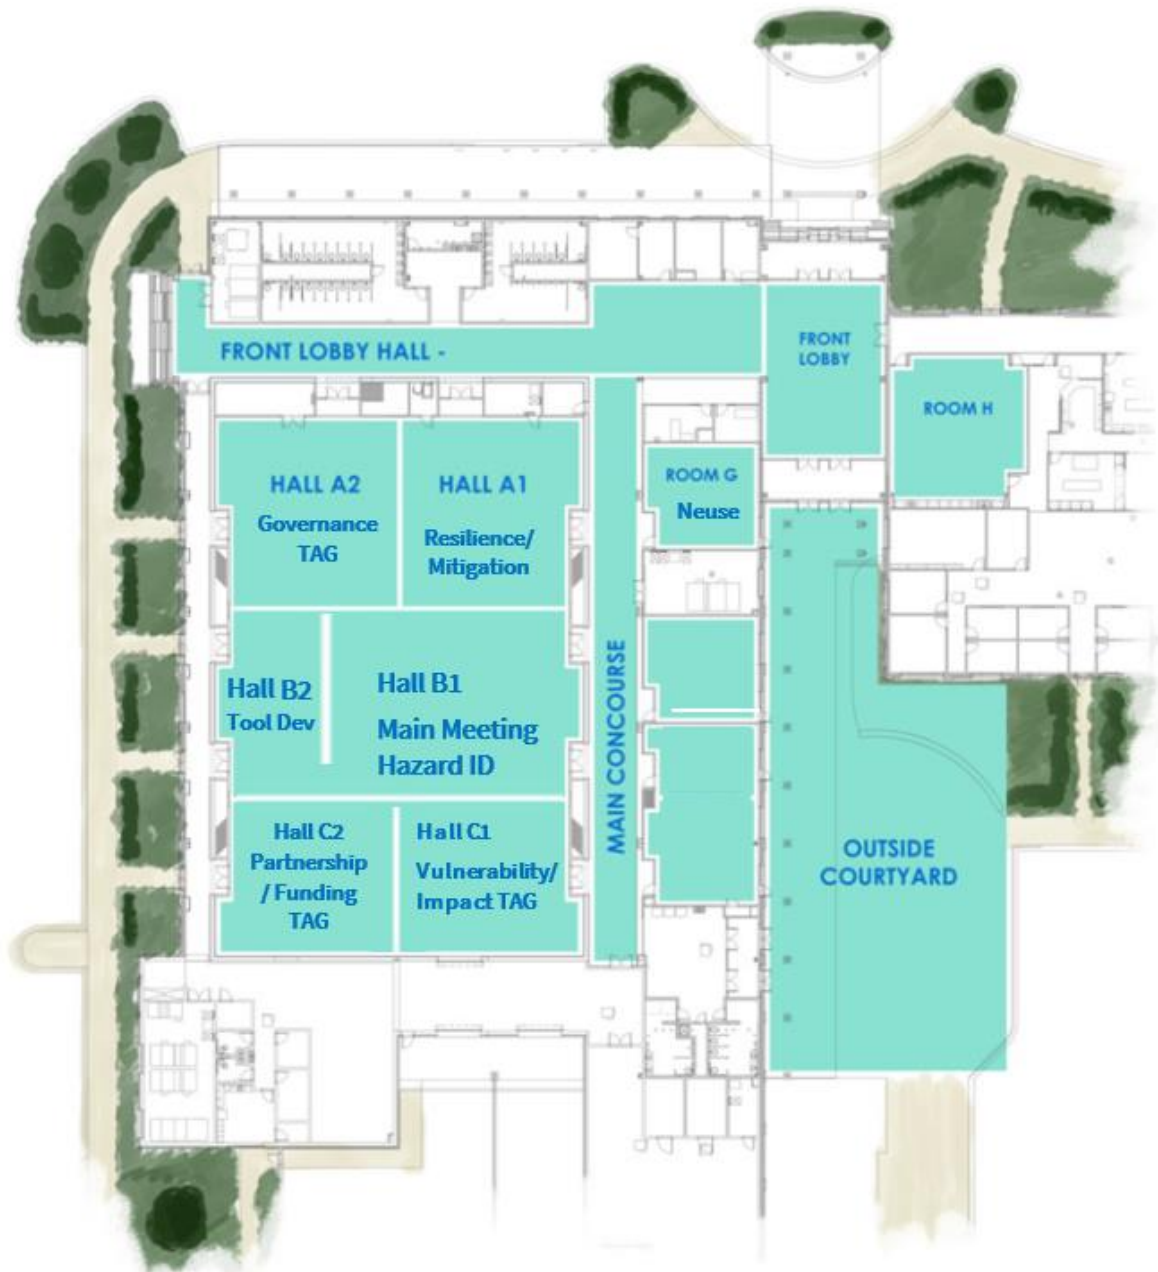 FRONT LOBBY HALL -
FRONT
LOBBY
ROOM H
HALL A2
Governance
TAG
HALL A1
Resilience/
Mitigation
ROOM G
Neuse
Hall B2
Tool Dev
Hall B1
Main Meeting
Hazard ID
MAIN CONCOURSE
Hall C2
Partnership
/ Funding
TAG
Hall C1
Vulnerability/
Impact TAG
OUTSIDE
COURTYARD